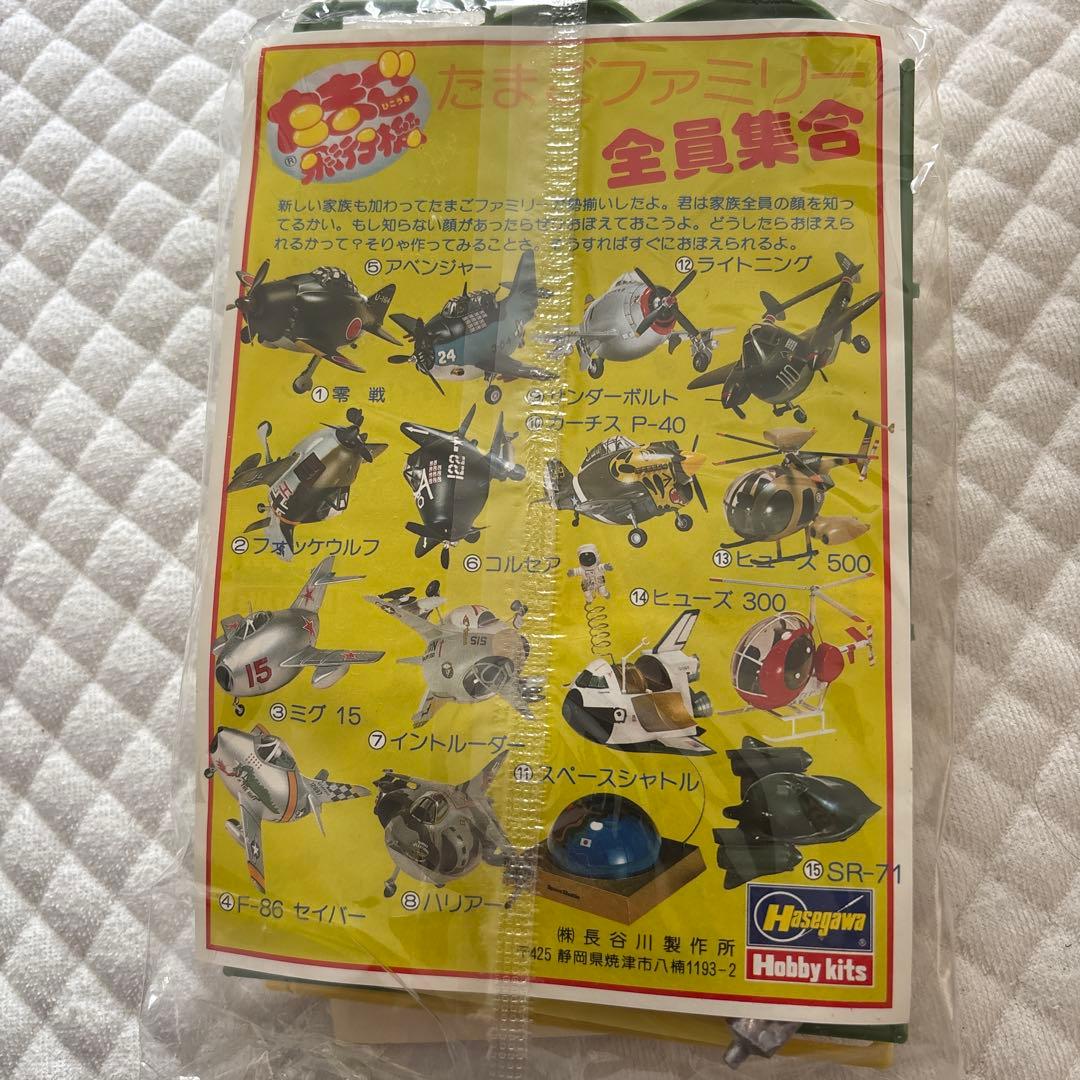 たまご
ひこうき
飛行機
®
たまごファミリー
全員集合
新しい家族も加わってたまごファミリー 勢揃いしたよ。君は家族全員の顔を知っ
てるかい。もし知らない顔があったらぜ おぼえておこうよ。どうしたらおぼえら
れるかって？そりゃ作ってみることさ。そうすればすぐにおぼえられるよ。
⑤アベンジャー
⑫ライトニング
U-164
24
110
①零 戦
⑨サンダーボルト
⑩カーチス P-40
②フォッケウルフ
⑥コルセア
⑬ヒューズ 500
⑭ヒューズ 300
15
515
③ミグ 15
⑦イントルーダー
⑪スペースシャトル
Space Shuttle
⑮SR-71
④F-86 セイバー
⑧ハリアー
㈱長谷川製作所
〒425 静岡県焼津市八楠1193-2
Hasegawa
®
Hobby kits